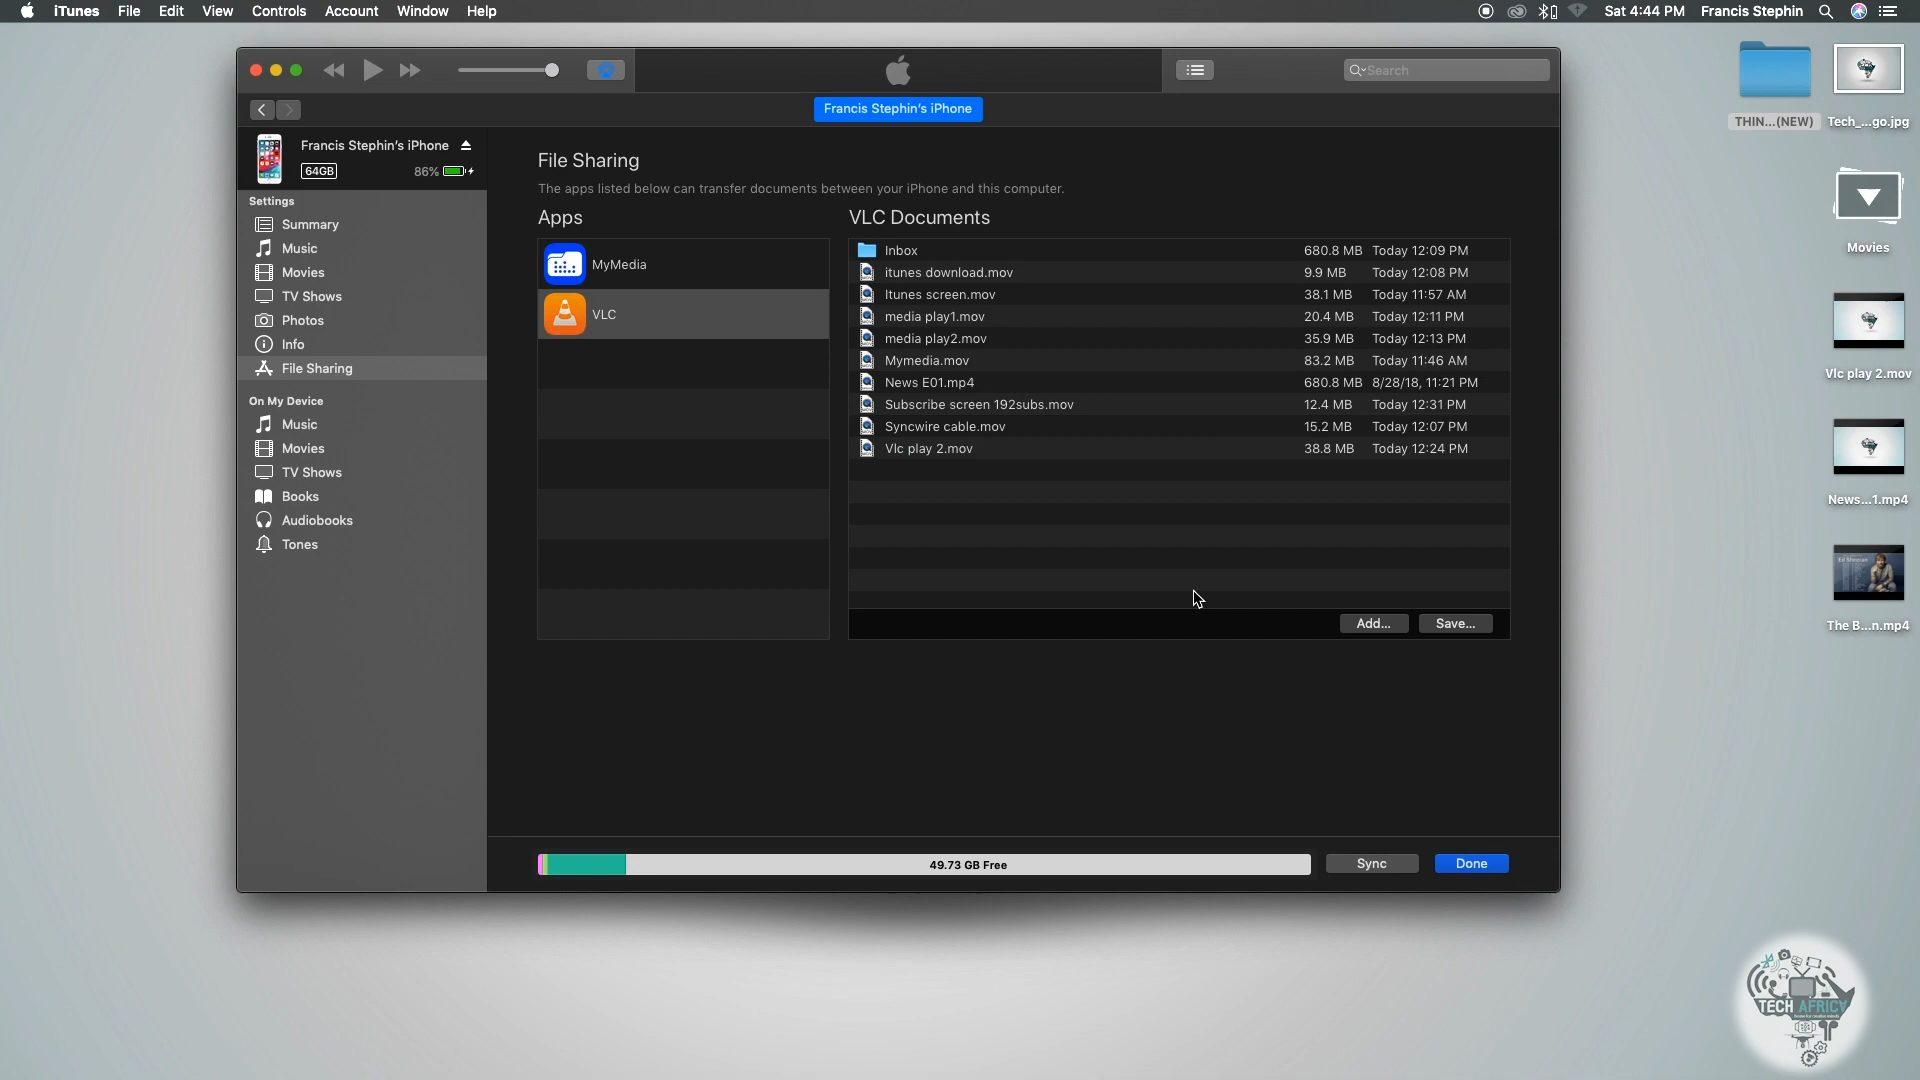 iTunes File Edit View Controls Account Window Help
Sat 4:44 PM Francis Stephin
Search
Francis Stephin's iPhone
Francis Stephin's iPhone
64GB 86%
Settings
Summary
Music
Movies
TV Shows
Photos
Info
File Sharing
On My Device
Music
Movies
TV Shows
Books
Audiobooks
Tones
File Sharing
The apps listed below can transfer documents between your iPhone and this computer.
Apps
MyMedia
VLC
VLC Documents
Inbox 680.8 MB Today 12:09 PM
itunes download.mov 9.9 MB Today 12:08 PM
Itunes screen.mov 38.1 MB Today 11:57 AM
media play1.mov 20.4 MB Today 12:11 PM
media play2.mov 35.9 MB Today 12:13 PM
Mymedia.mov 83.2 MB Today 11:46 AM
News E01.mp4 680.8 MB 8/28/18, 11:21 PM
Subscribe screen 192subs.mov 12.4 MB Today 12:31 PM
Syncwire cable.mov 15.2 MB Today 12:07 PM
Vlc play 2.mov 38.8 MB Today 12:24 PM
Add... Save...
49.73 GB Free
Sync Done
THIN...(NEW)
Tech_...go.jpg
Movies
Vlc play 2.mov
News...1.mp4
The B...n.mp4
TECH AFRICA